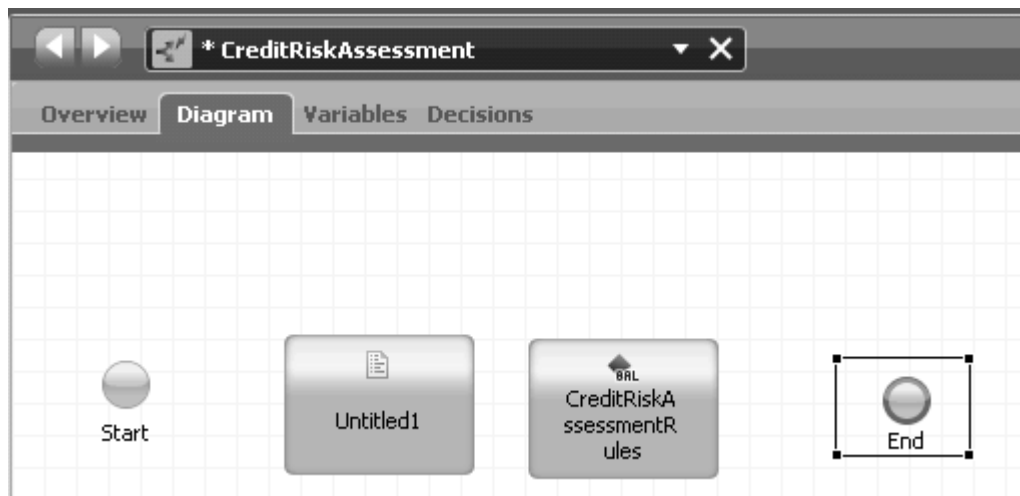 * CreditRiskAssessment
Overview Diagram Variables Decisions
BAL
CreditRiskA
ssessmentR
ules
Untitled1
Start
End